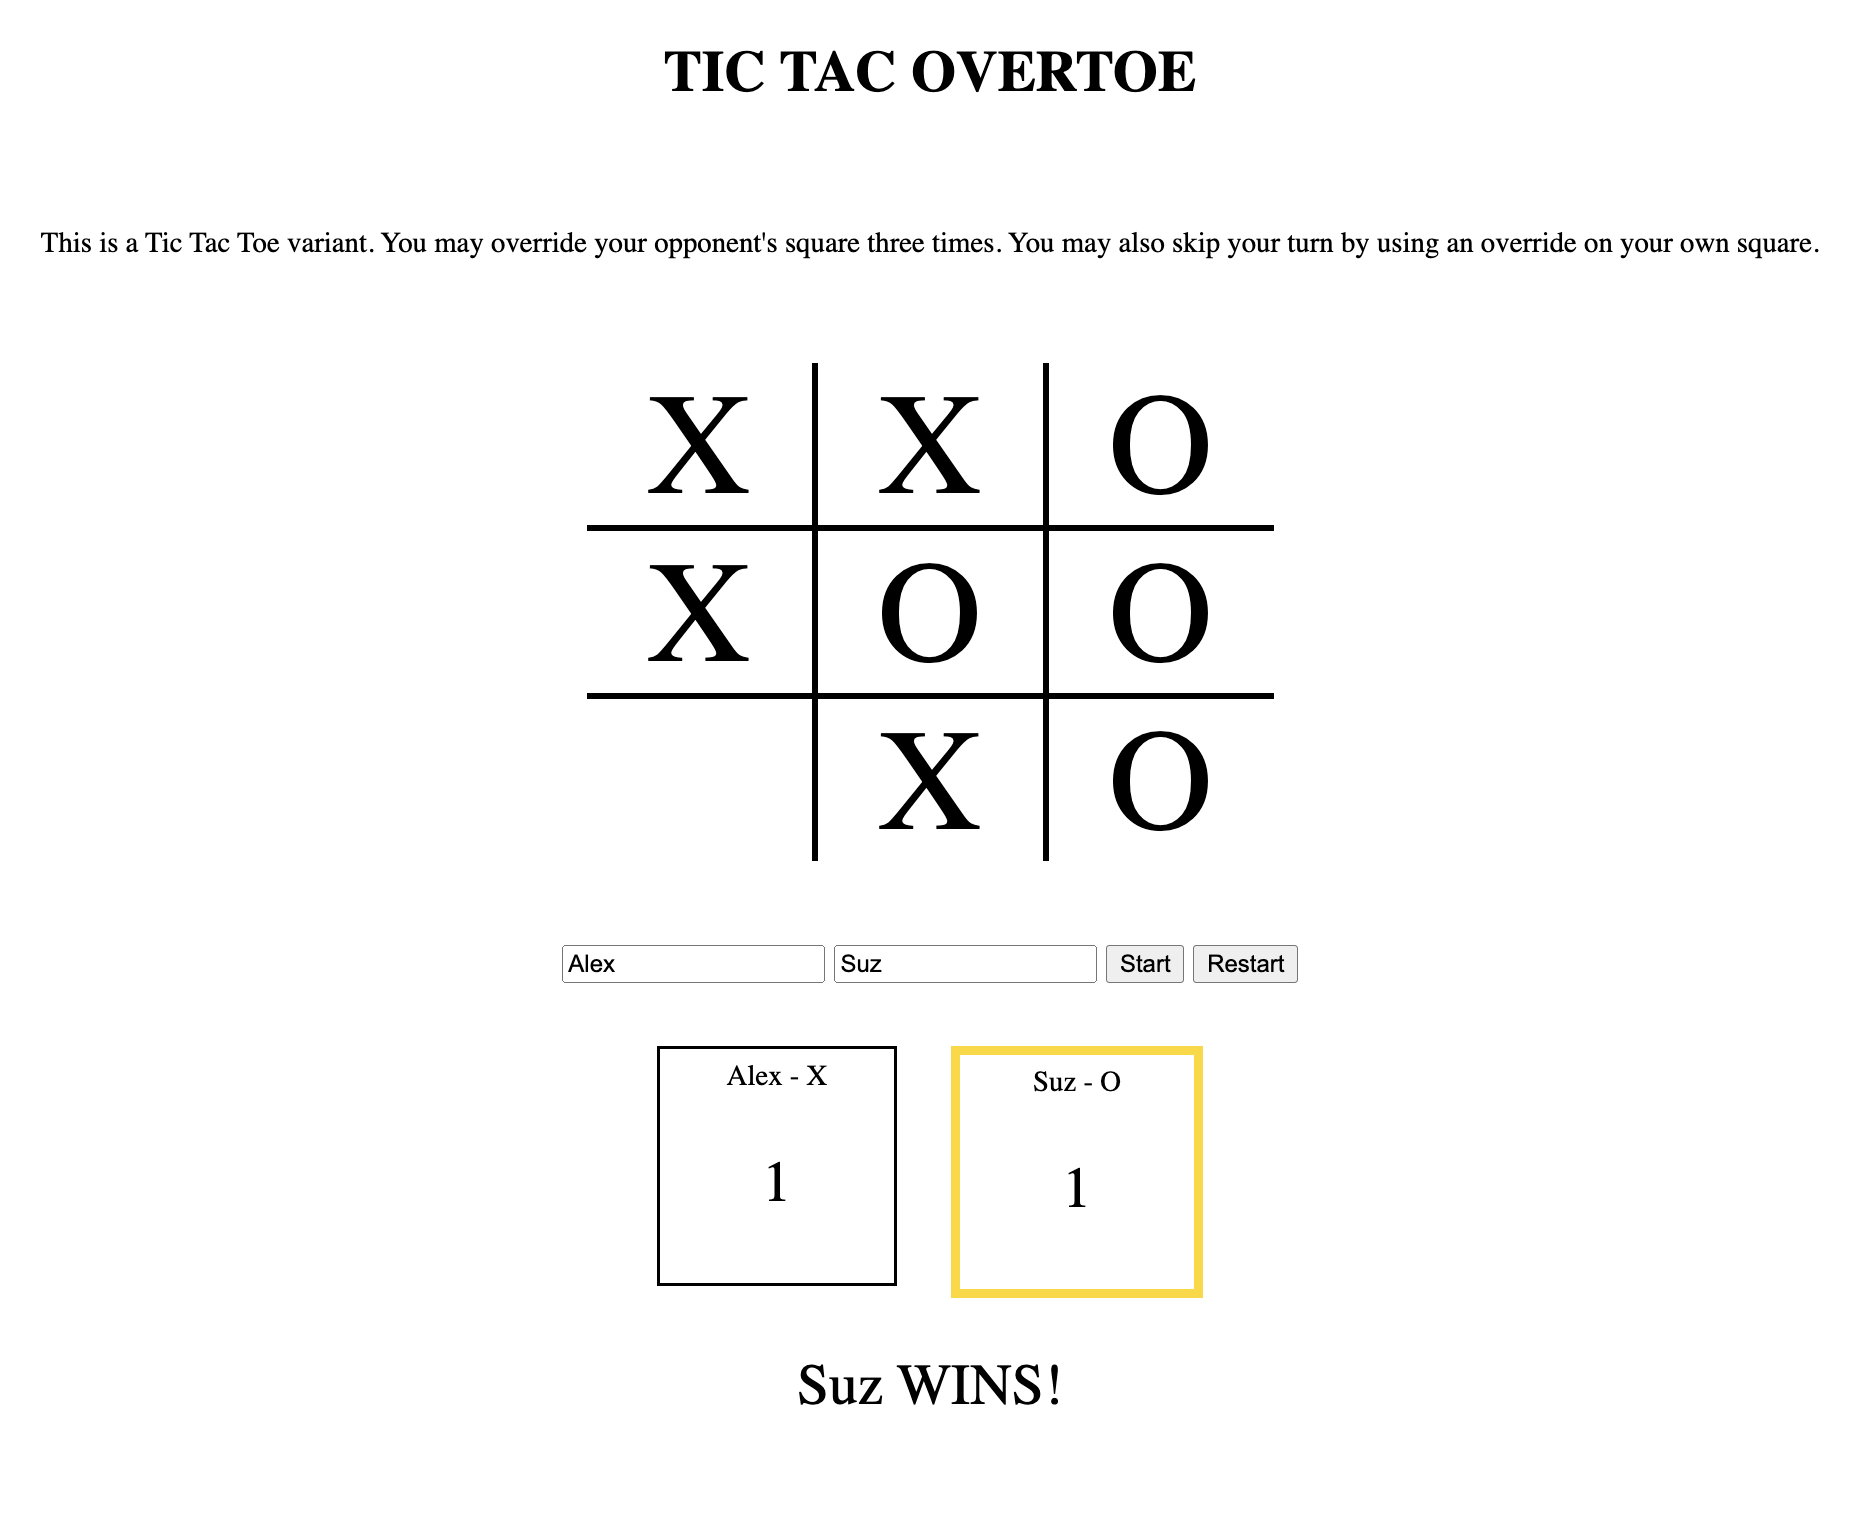 TIC TAC OVERTOE
This is a Tic Tac Toe variant. You may override your opponent's square three times. You may also skip your turn by using an override on your own square.
X X O
X O O
X O
Alex Suz Start Restart
Alex - X Suz - O
1 1
Suz WINS!